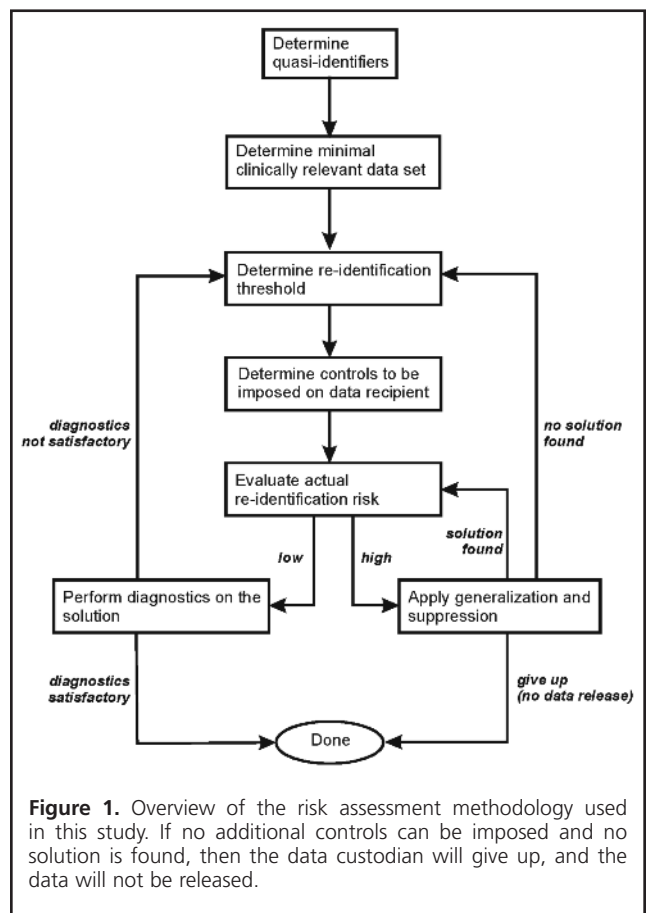 Determine
quasi-identifiers
Determine minimal
clinically relevant data set
Determine re-identification
threshold
Determine controls to be
imposed on data recipient
diagnostics
not satisfactory
no solution
found
Evaluate actual
re-identification risk
solution
found
low
high
Perform diagnostics on the
solution
Apply generalization and
suppression
diagnostics
satisfactory
give up
(no data release)
Done
Figure 1. Overview of the risk assessment methodology used
in this study. If no additional controls can be imposed and no
solution is found, then the data custodian will give up, and the
data will not be released.